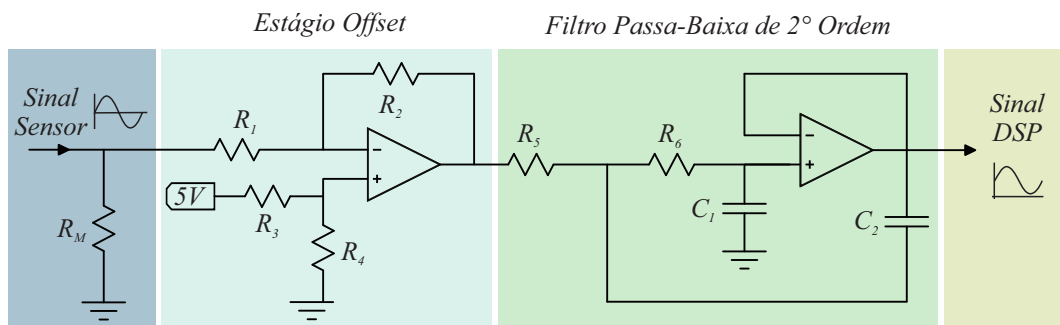 Estágio Offset
Filtro Passa-Baixa de 2° Ordem
Sinal
Sensor
R₁
R₂
5V
R₃
R₄
R_M
R₅
R₆
C₁
C₂
Sinal
DSP